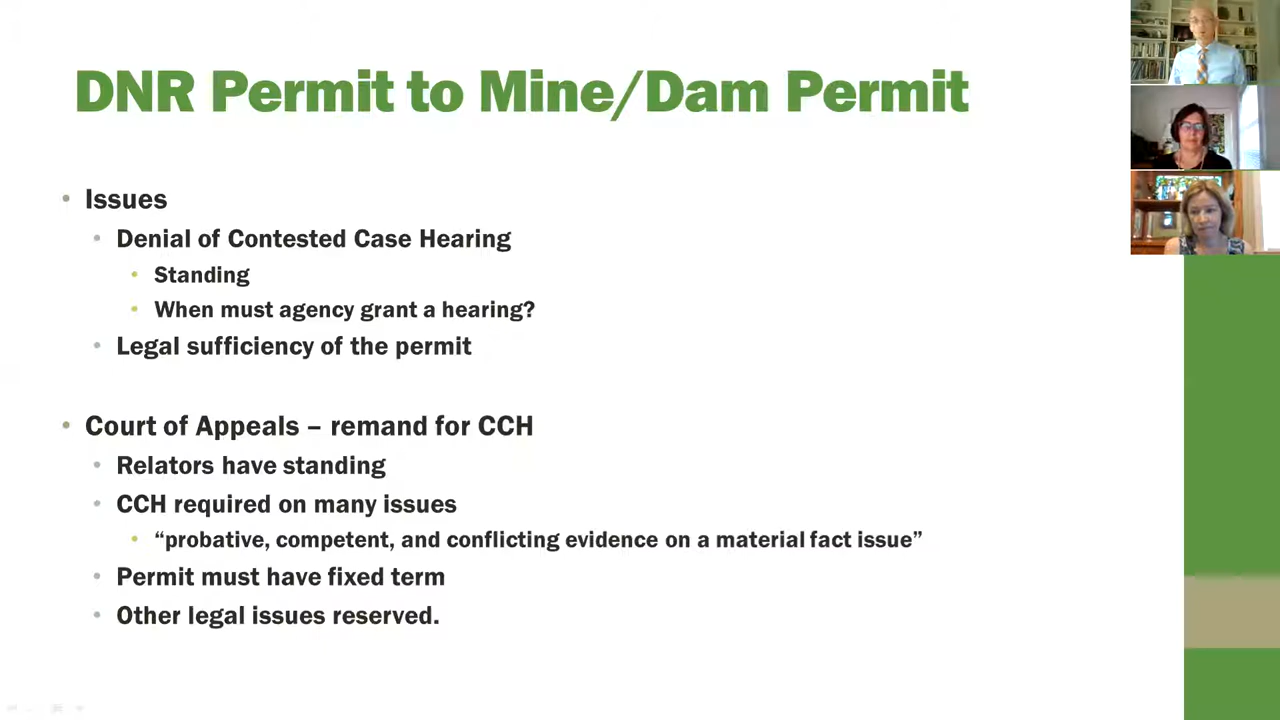 DNR Permit to Mine/Dam Permit
Issues
Denial of Contested Case Hearing
Standing
When must agency grant a hearing?
Legal sufficiency of the permit
Court of Appeals – remand for CCH
Relators have standing
CCH required on many issues
“probative, competent, and conflicting evidence on a material fact issue”
Permit must have fixed term
Other legal issues reserved.